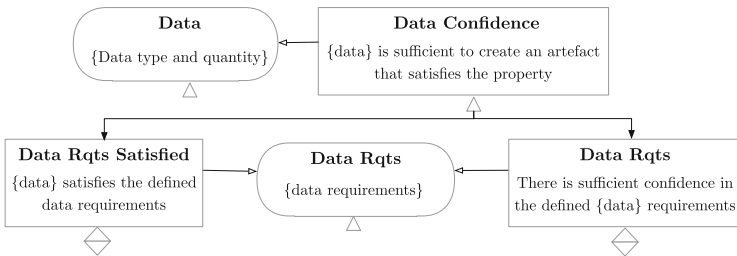 Data
{Data type and quantity}
Data Confidence
{data} is sufficient to create an artefact
that satisfies the property
Data Rqts Satisfied
{data} satisfies the defined
data requirements
Data Rqts
{data requirements}
Data Rqts
There is sufficient confidence in
the defined {data} requirements